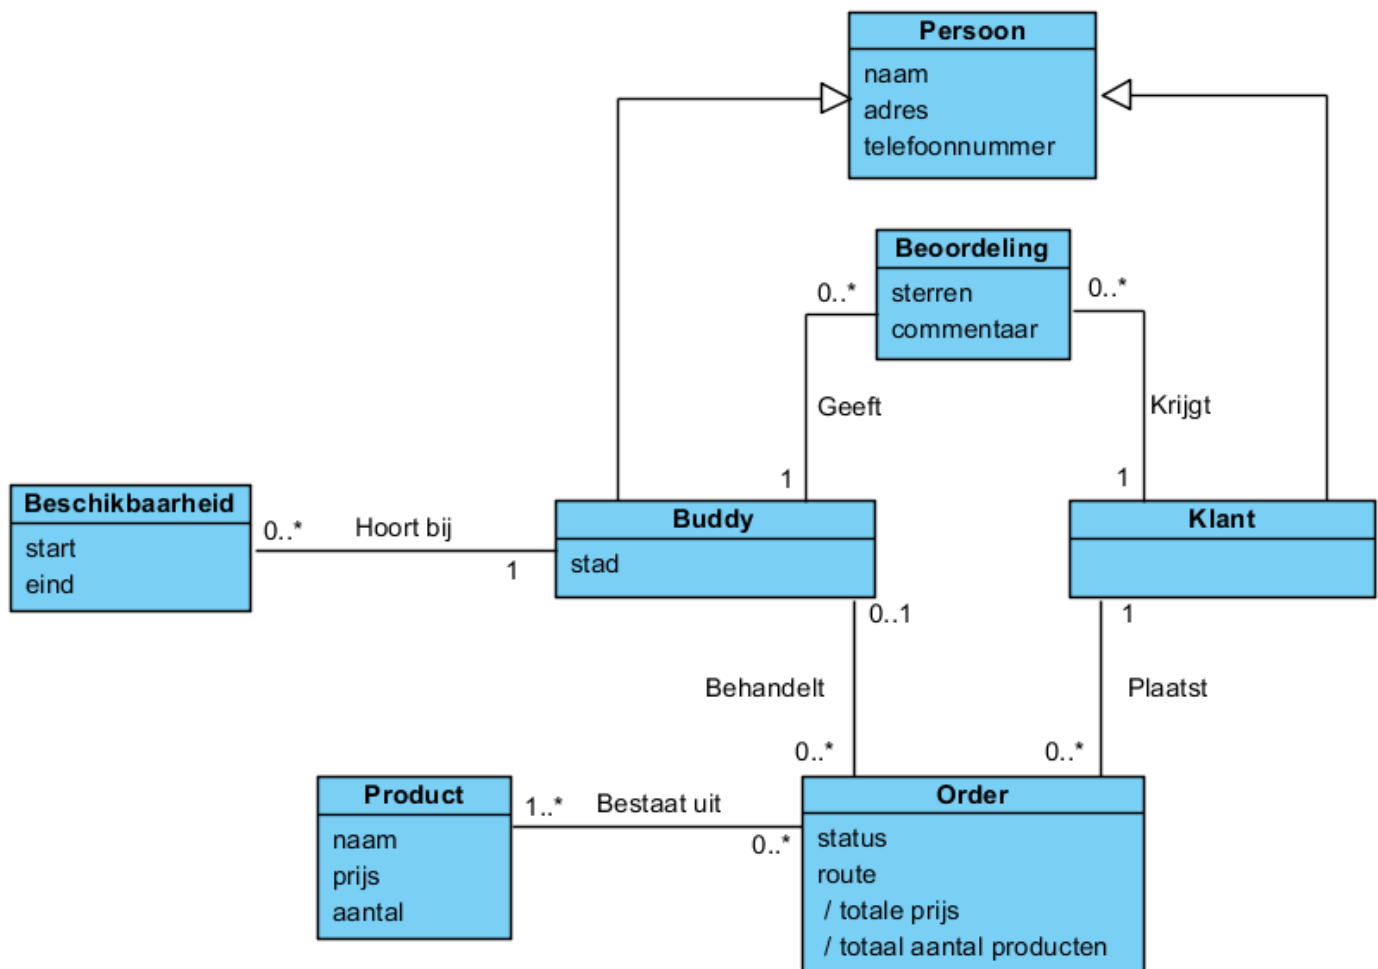 Persoon
naam
adres
telefoonnummer
Beoordeling
sterren
commentaar
0..*
0..*
Geeft
Krijgt
1
1
Beschikbaarheid
start
eind
0..*
Hoort bij
1
Buddy
stad
Klant
0..1
1
Behandelt
Plaatst
0..*
0..*
Product
naam
prijs
aantal
1..*
Bestaat uit
0..*
Order
status
route
/ totale prijs
/ totaal aantal producten